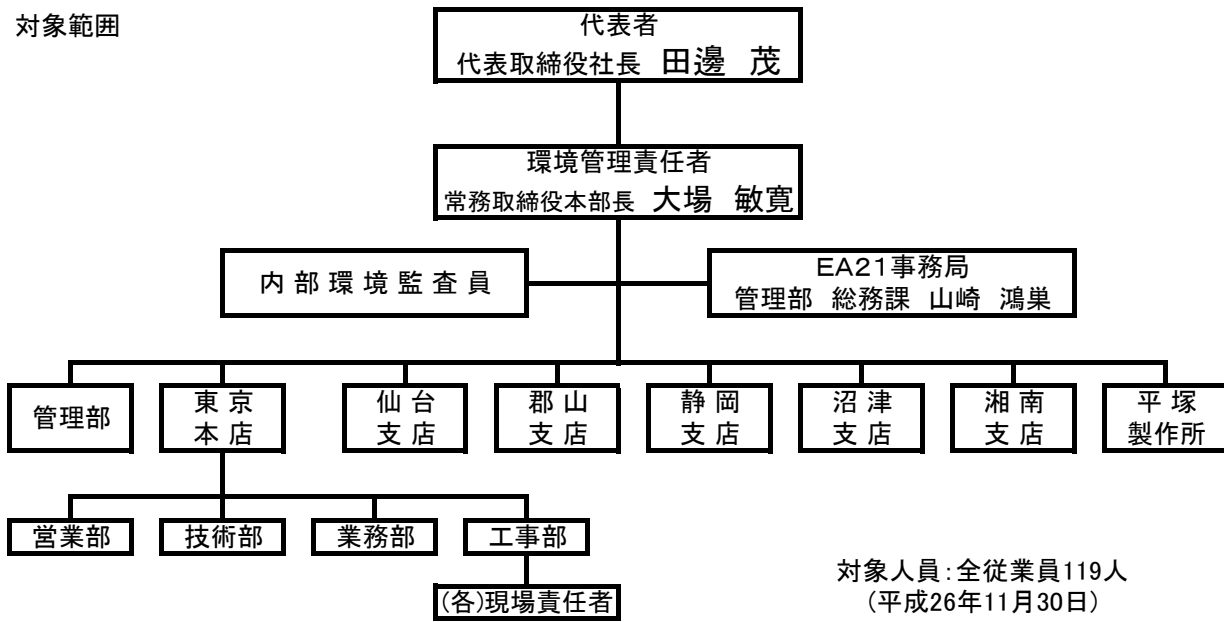 対象範囲
代表者
代表取締役社長 田邊 茂
環境管理責任者
常務取締役本部長 大場 敏寛
内部環境監査員
EA21事務局
管理部 総務課 山崎 鴻巣
管理部
東京
本店
仙台
支店
郡山
支店
静岡
支店
沼津
支店
湘南
支店
平塚
製作所
営業部
技術部
業務部
工事部
(各)現場責任者
対象人員:全従業員119人
(平成26年11月30日)